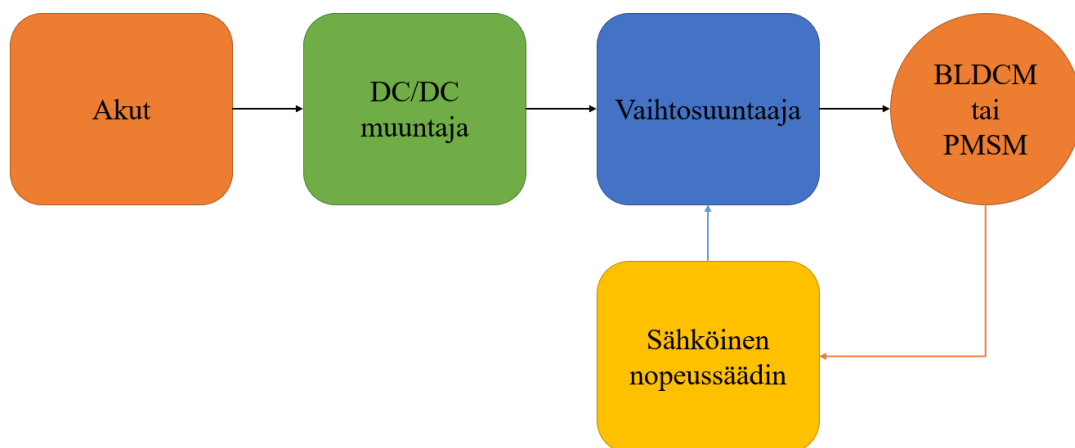 Akut
DC/DC
muuntaja
Vaihtosuuntaaja
BLDCM
tai
PMSM
Sähköinen
nopeussäädin